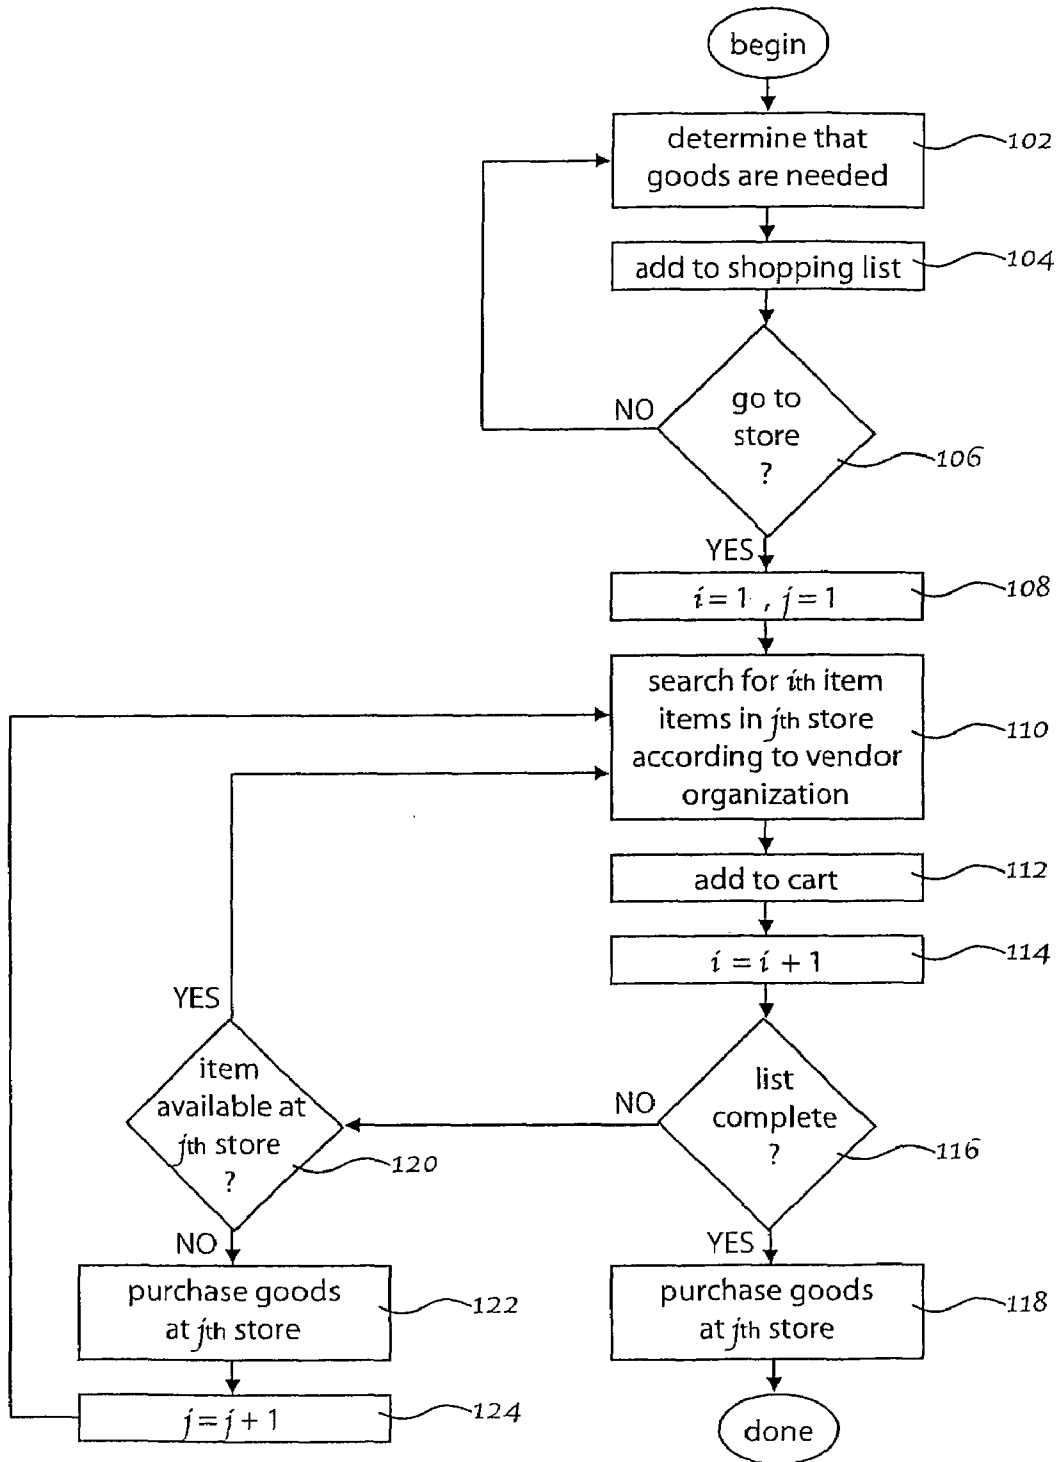 begin
determine that
goods are needed
102
add to shopping list
104
go to
store
?
106
NO
YES
i = 1 , j = 1
108
search for ith item
items in jth store
according to vendor
organization
110
add to cart
112
i = i + 1
114
list
complete
?
116
NO
YES
item
available at
jth store
?
120
YES
NO
purchase goods
at jth store
122
j = j + 1
124
purchase goods
at jth store
118
done